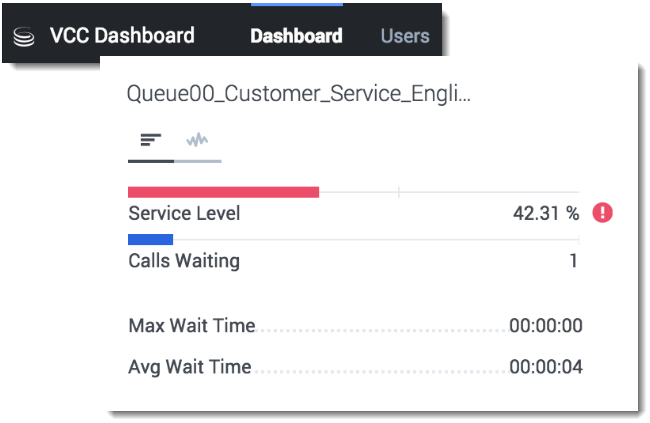 VCC Dashboard Dashboard Users
Queue00_Customer_Service_Engli...
Service Level 42.31 %
Calls Waiting 1
Max Wait Time 00:00:00
Avg Wait Time 00:00:04